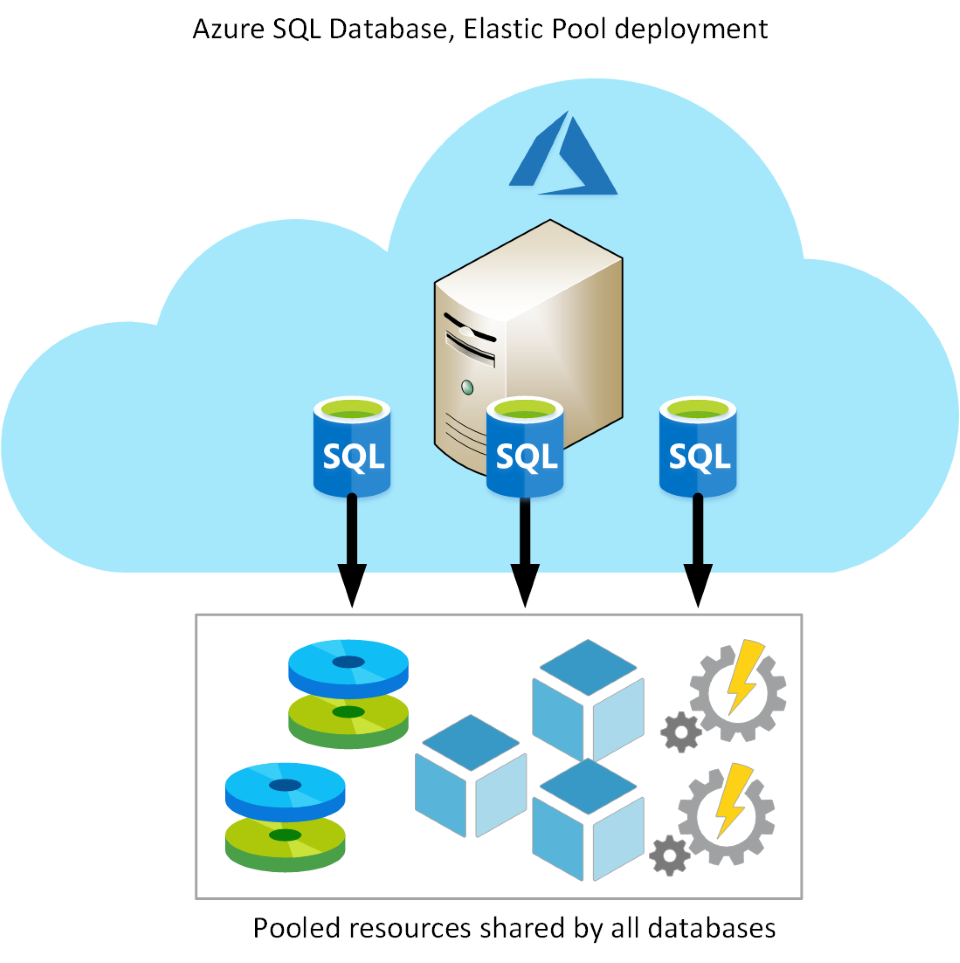 Azure SQL Database, Elastic Pool deployment
SQL
SQL
SQL
Pooled resources shared by all databases